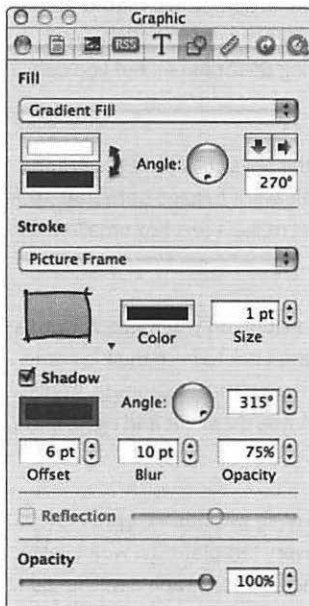 Graphic
RSS T
Fill
Gradient Fill
Angle:
270°
Stroke
Picture Frame
1 pt
Color Size
Shadow
Angle: 315°
6 pt 10 pt 75%
Offset Blur Opacity
Reflection
Opacity
100%